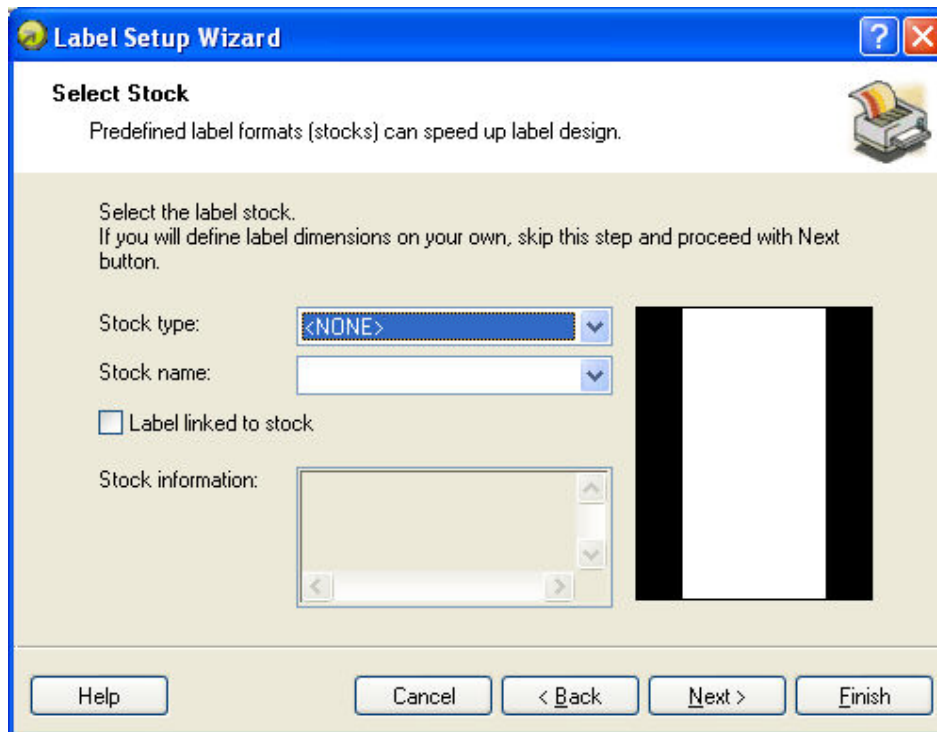 Label Setup Wizard
Select Stock
Predefined label formats (stocks) can speed up label design.
Select the label stock.
If you will define label dimensions on your own, skip this step and proceed with Next
button.
Stock type:
<NONE>
Stock name:
Label linked to stock
Stock information:
Help
Cancel
< Back
Next >
Finish